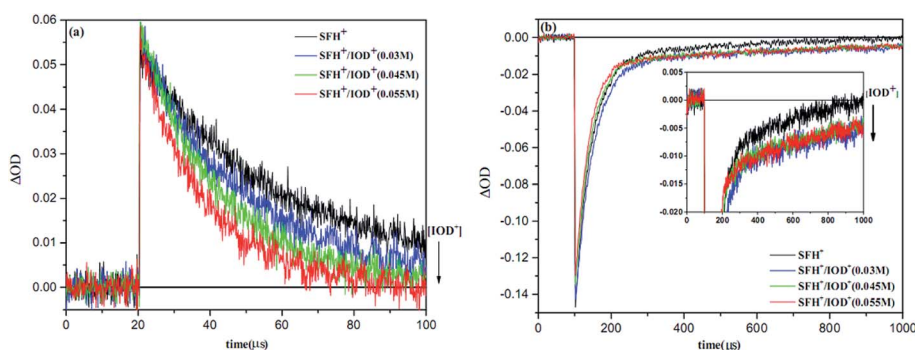 (a)
SFH+
SFH+/IOD+(0.03M)
SFH+/IOD+(0.045M)
SFH+/IOD+(0.055M)
[IOD+]
0.06
0.05
0.04
0.03
0.02
0.01
0.00
ΔOD
0 20 40 60 80 100
time(µs)
(b)
0.00
-0.02
-0.04
-0.06
-0.08
-0.10
-0.12
-0.14
ΔOD
0.005
0.000
-0.005
-0.010
-0.015
-0.020
0 200 400 600 800 1000
[IOD+]
SFH+
SFH+/IOD+(0.03M)
SFH+/IOD+(0.045M)
SFH+/IOD+(0.055M)
0 200 400 600 800 1000
time(µs)